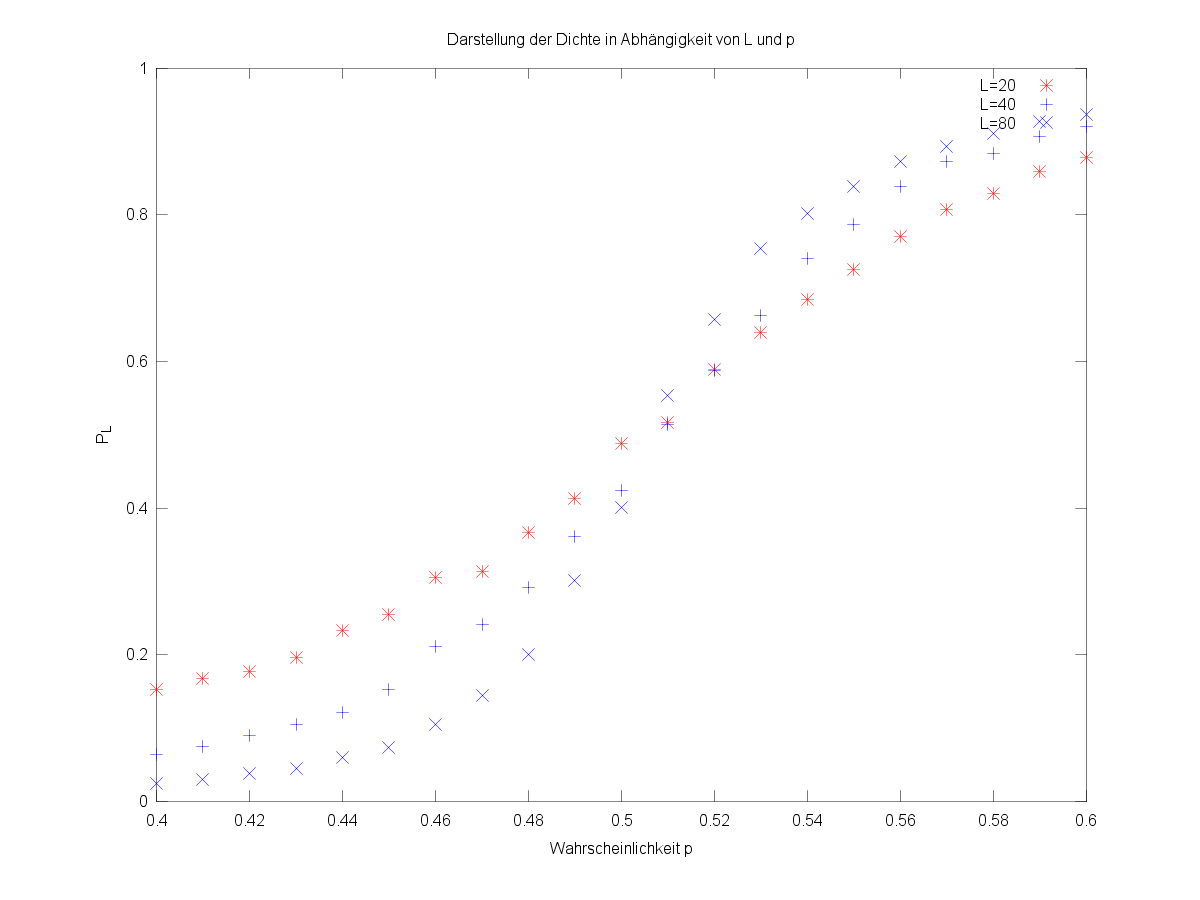 Darstellung der Dichte in Abhängigkeit von L und p
L=20
L=40
L=80
1
0.8
0.6
0.4
0.2
0
P_L
0.4 0.42 0.44 0.46 0.48 0.5 0.52 0.54 0.56 0.58 0.6
Wahrscheinlichkeit p